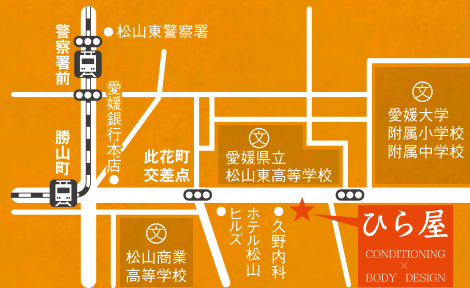 松山東警察署
警察署前
愛媛銀行本店
勝山町
此花町
交差点
文
愛媛県立
松山東高等学校
文
愛媛大学
附属小学校
附属中学校
文
松山商業
高等学校
ホテル松山
ヒルズ
久野内科
ひら屋
CONDITIONING
×
BODY DESIGN